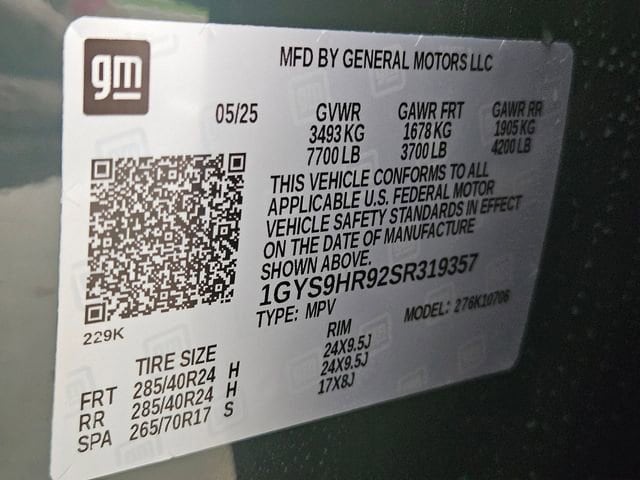 gm
MFD BY GENERAL MOTORS LLC
05/25 GVWR GAWR FRT GAWR RR
3493 KG 1678 KG 1905 KG
7700 LB 3700 LB 4200 LB
THIS VEHICLE CONFORMS TO ALL
APPLICABLE U.S. FEDERAL MOTOR
VEHICLE SAFETY STANDARDS IN EFFECT
ON THE DATE OF MANUFACTURE
SHOWN ABOVE.
1GYS9HR92SR319357
TYPE: MPV MODEL: 276K10706
229K
TIRE SIZE RIM
FRT 285/40R24 H 24X9.5J
RR 285/40R24 H 24X9.5J
SPA 265/70R17 S 17X8J